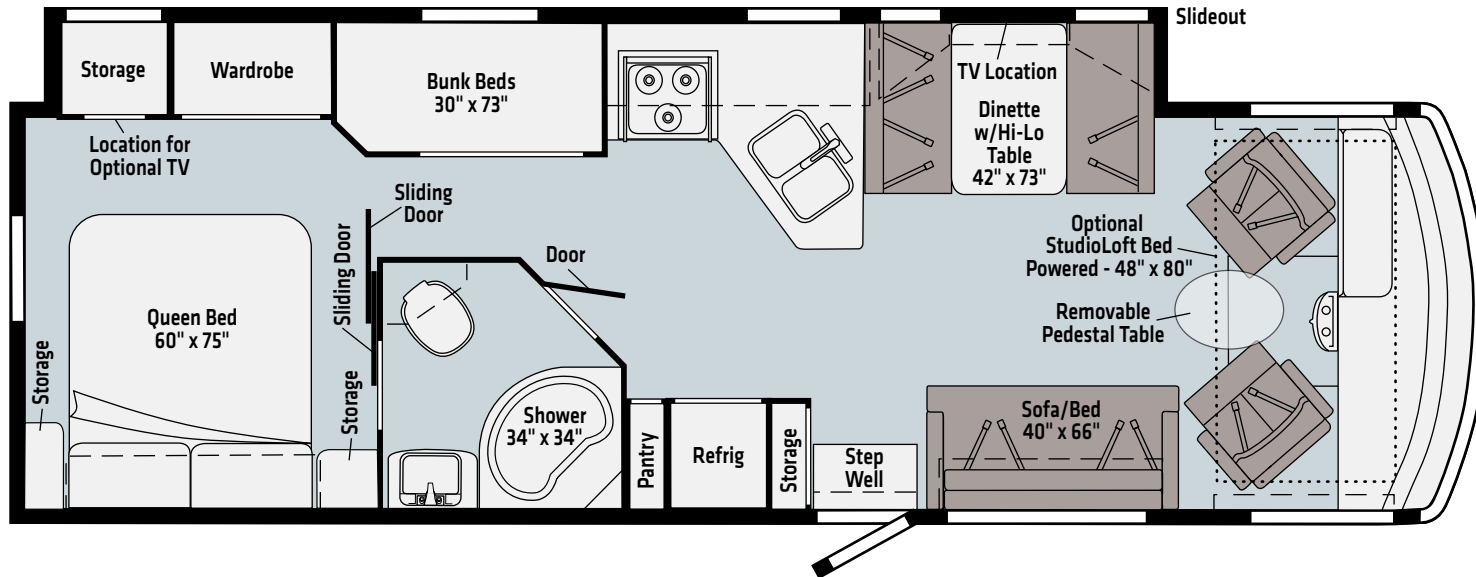 Slideout
Storage
Wardrobe
Bunk Beds
30" x 73"
TV Location
Dinette
w/Hi-Lo
Table
42" x 73"
Location for
Optional TV
Sliding
Door
Sliding Door
Door
Optional
StudioLoft Bed
Powered - 48" x 80"
Removable
Pedestal Table
Queen Bed
60" x 75"
Storage
Storage
Shower
34" x 34"
Pantry
Refrig
Storage
Step
Well
Sofa/Bed
40" x 66"